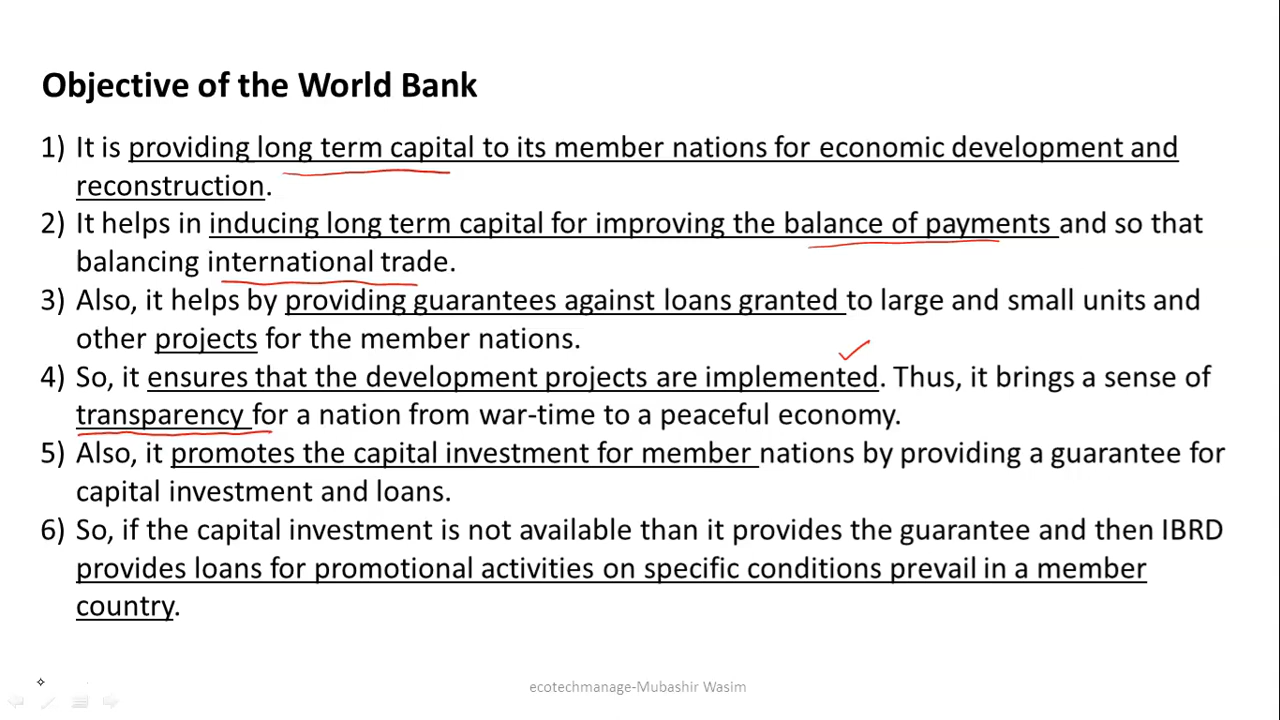 Objective of the World Bank
1) It is providing long term capital to its member nations for economic development and
reconstruction.
2) It helps in inducing long term capital for improving the balance of payments and so that
balancing international trade.
3) Also, it helps by providing guarantees against loans granted to large and small units and
other projects for the member nations.
4) So, it ensures that the development projects are implemented. Thus, it brings a sense of
transparency for a nation from war-time to a peaceful economy.
5) Also, it promotes the capital investment for member nations by providing a guarantee for
capital investment and loans.
6) So, if the capital investment is not available than it provides the guarantee and then IBRD
provides loans for promotional activities on specific conditions prevail in a member
country.
ecotechmanage-Mubashir Wasim